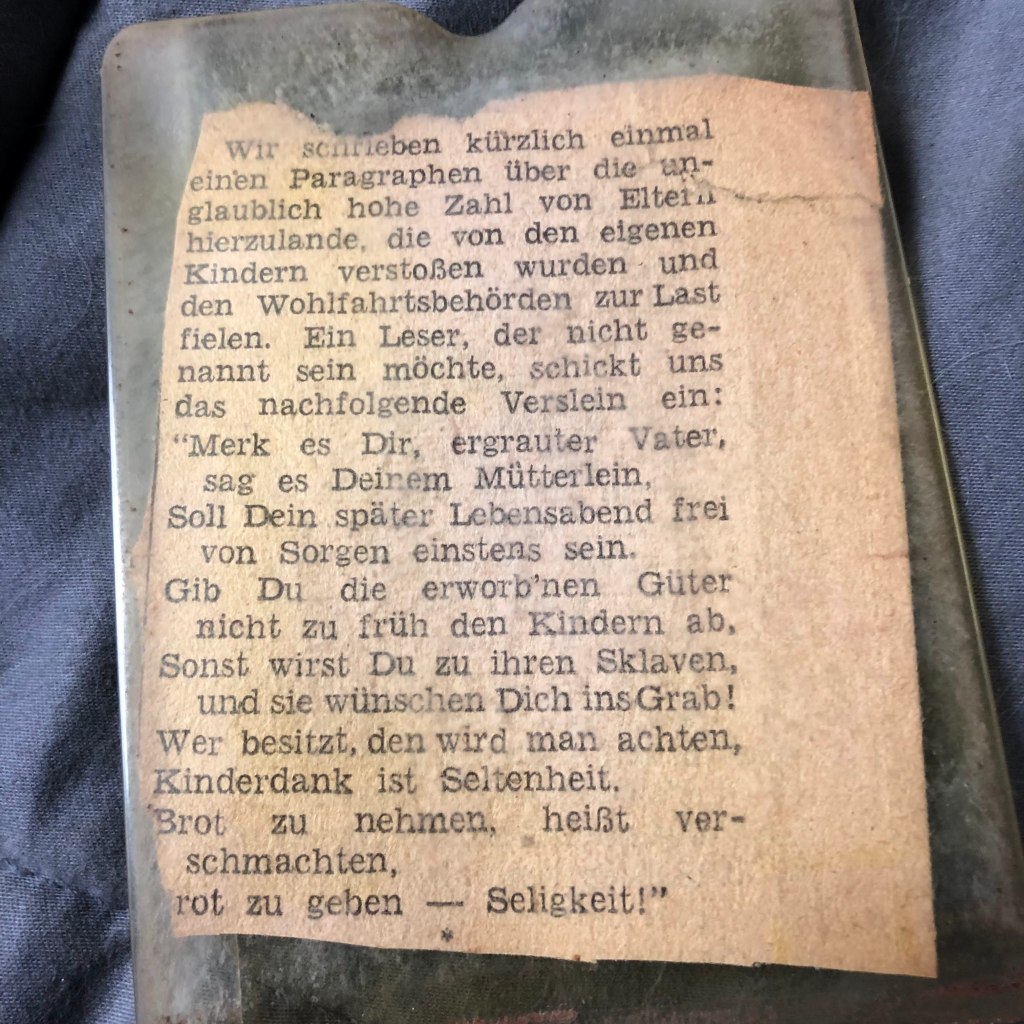 Wir schrieben kürzlich einmal
einen Paragraphen über die un-
glaublich hohe Zahl von Eltern
hierzulande, die von den eigenen
Kindern verstoßen wurden und
den Wohlfahrtsbehörden zur Last
fielen. Ein Leser, der nicht ge-
nannt sein möchte, schickt uns
das nachfolgende Verslein ein:
“Merk es Dir, ergrauter Vater,
sag es Deinem Mütterlein,
Soll Dein später Lebensabend frei
von Sorgen einstens sein.
Gib Du die erworb’nen Güter
nicht zu früh den Kindern ab,
Sonst wirst Du zu ihren Sklaven,
und sie wünschen Dich ins Grab!
Wer besitzt, den wird man achten,
Kinderdank ist Seltenheit.
Brot zu nehmen, heißt ver-
schmachten,
rot zu geben — Seligkeit!”
*